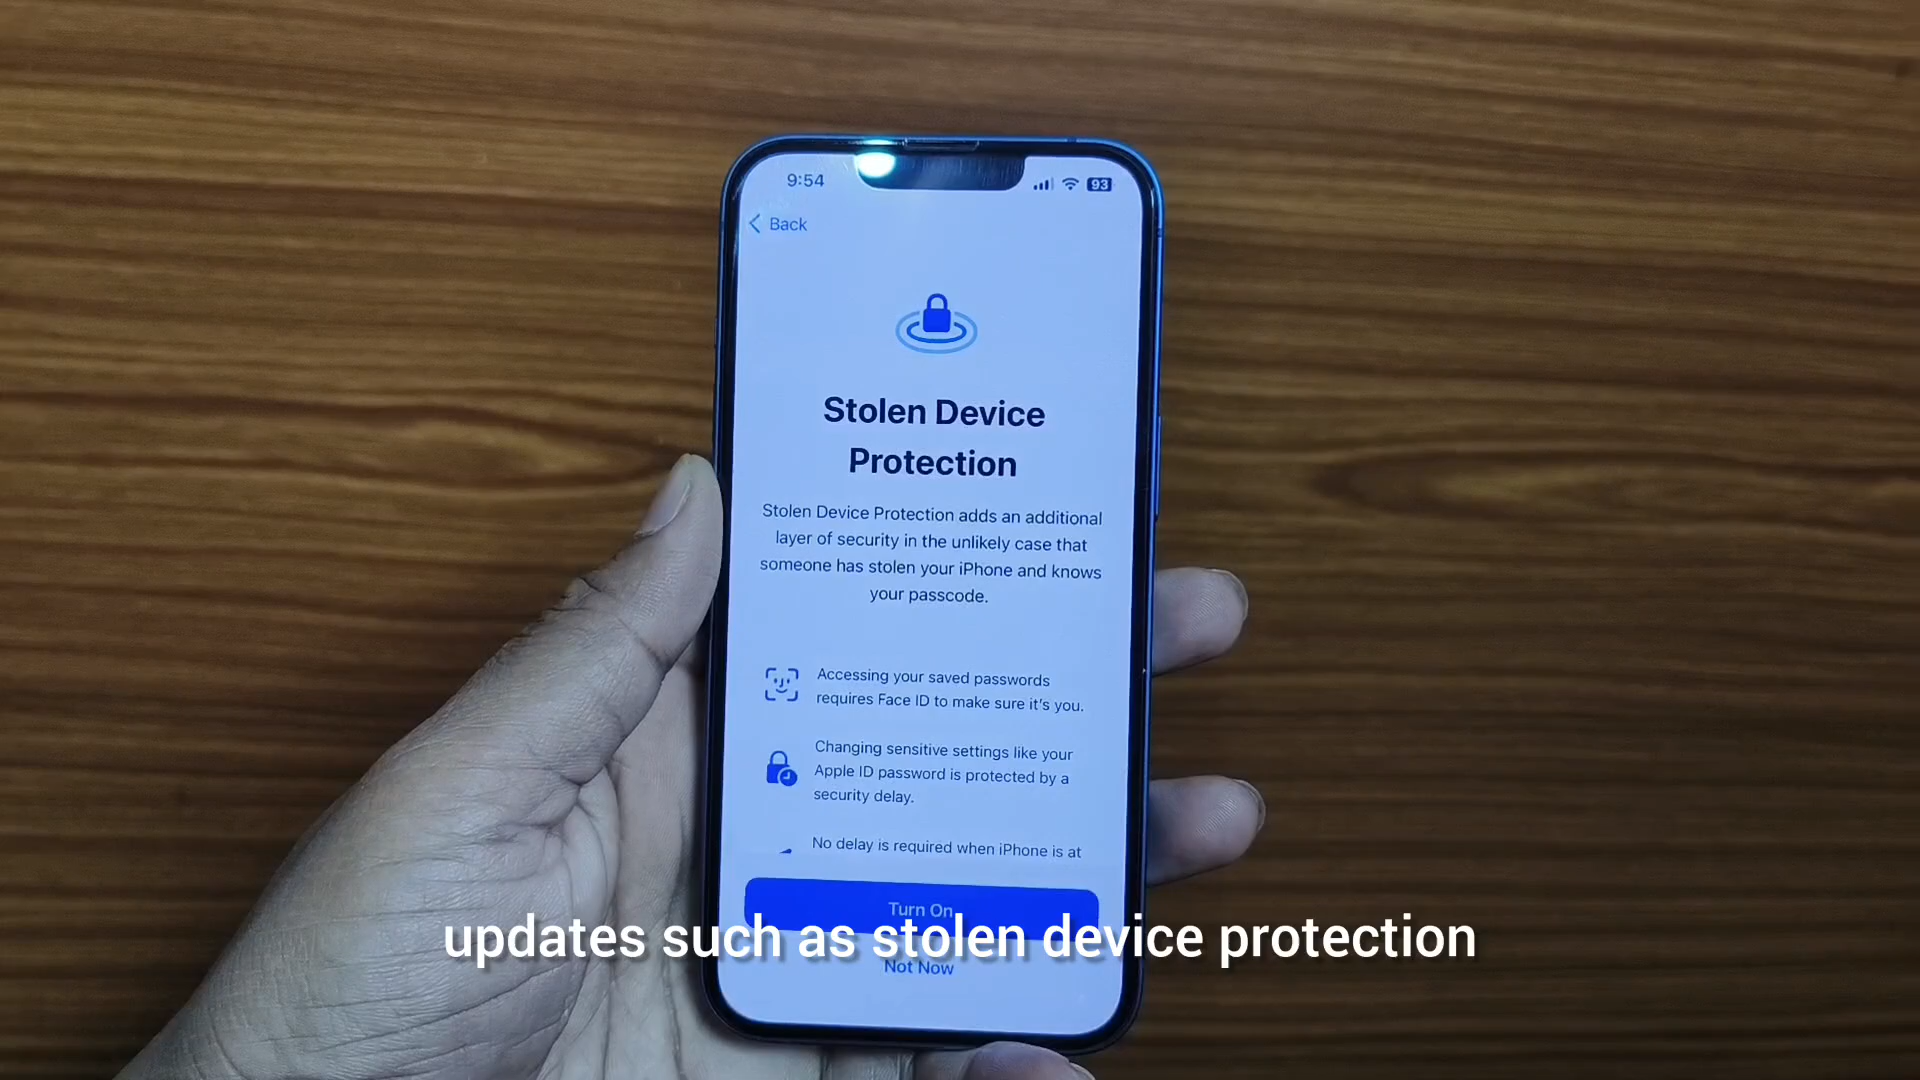 9:54
93
Back
Stolen Device
Protection
Stolen Device Protection adds an additional
layer of security in the unlikely case that
someone has stolen your iPhone and knows
your passcode.
Accessing your saved passwords
requires Face ID to make sure it's you.
Changing sensitive settings like your
Apple ID password is protected by a
security delay.
No delay is required when iPhone is at
Turn On
updates such as stolen device protection
Not Now